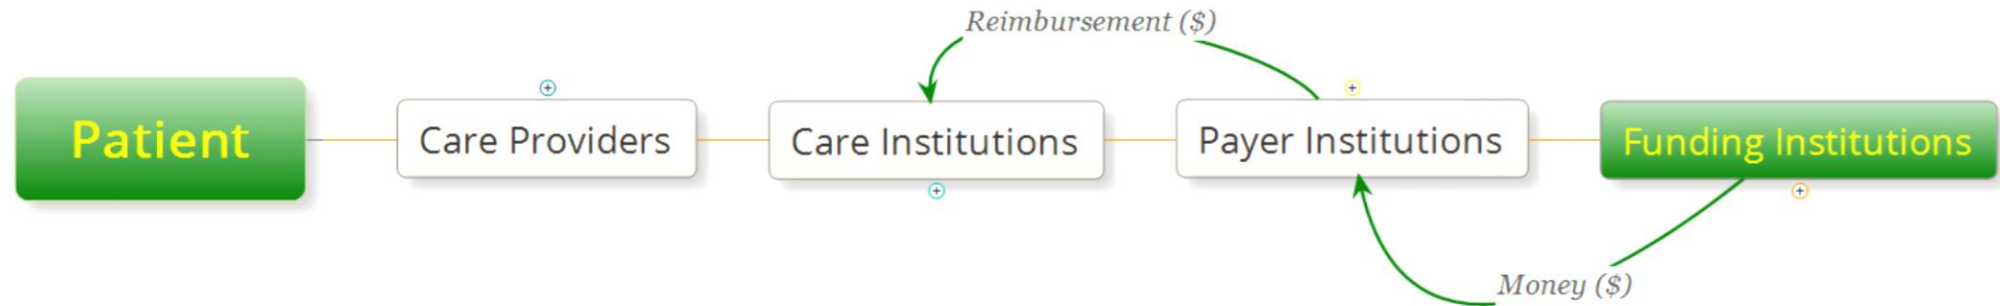 Reimbursement ($)
Patient
Care Providers
Care Institutions
Payer Institutions
Funding Institutions
Money ($)